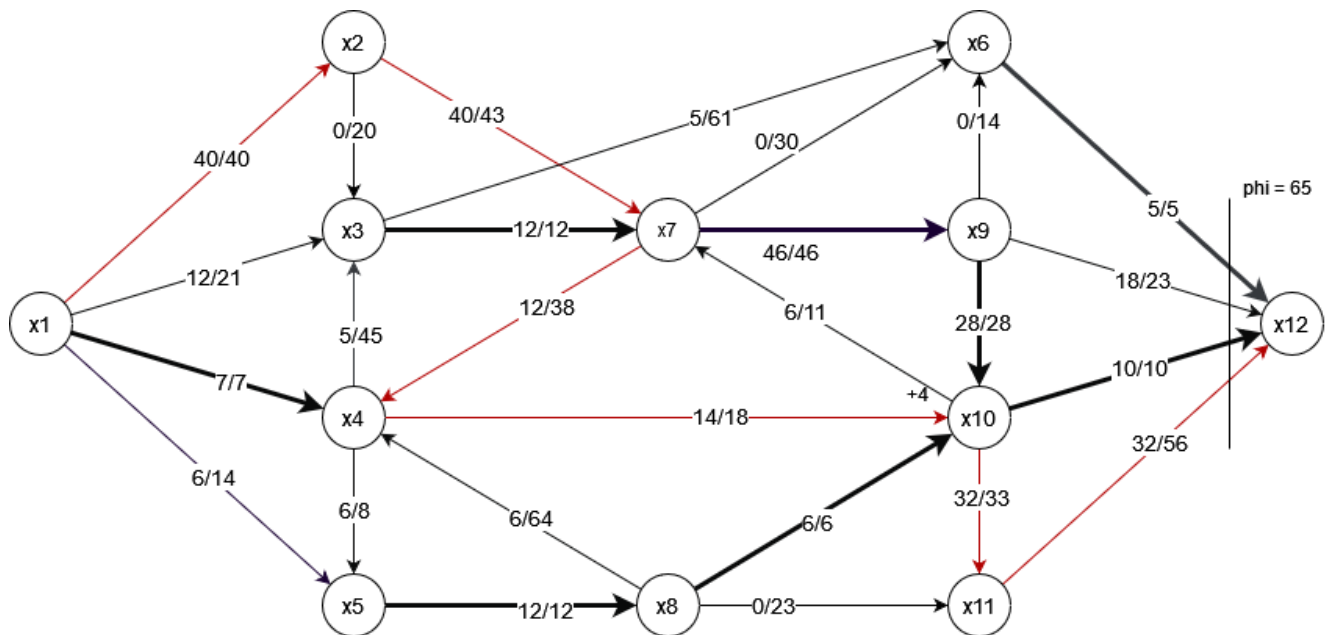 x2
x6
40/43
5/61
0/20
0/30
0/14
40/40
phi = 65
5/5
x3
12/12
x7
46/46
x9
12/21
12/38
6/11
18/23
x1
5/45
28/28
x12
7/7
+4
10/10
x4
14/18
x10
32/56
6/14
6/8
6/64
6/6
32/33
x5
12/12
x8
0/23
x11